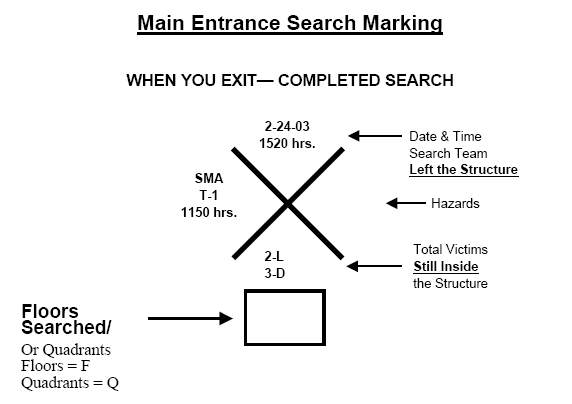 Main Entrance Search Marking
WHEN YOU EXIT— COMPLETED SEARCH
2-24-03
1520 hrs.
Date & Time
Search Team
Left the Structure
SMA
T-1
1150 hrs.
Hazards
2-L
3-D
Total Victims
Still Inside
the Structure
Floors
Searched/
Or Quadrants
Floors = F
Quadrants = Q